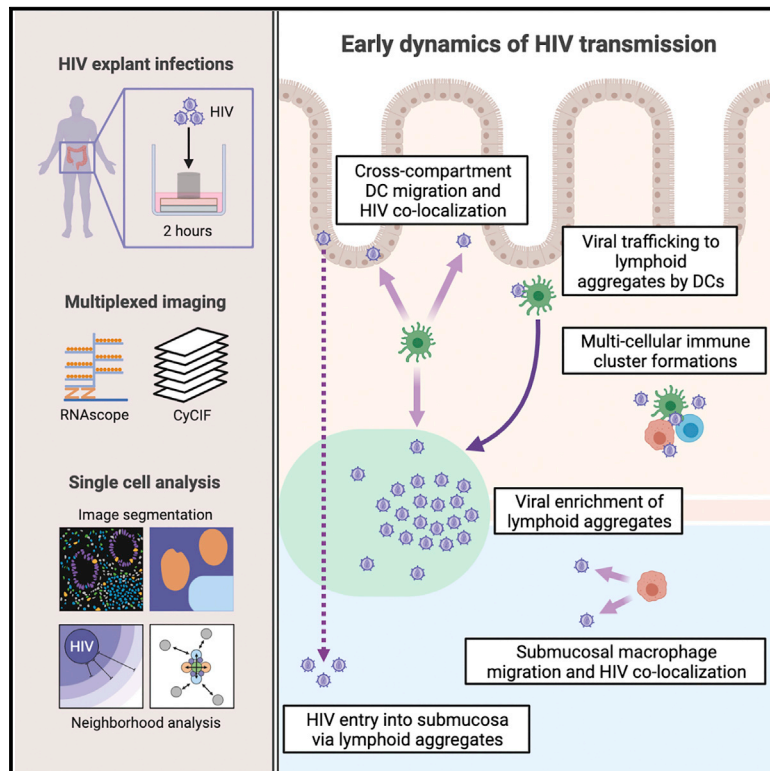 HIV explant infections
HIV
2 hours
Multiplexed imaging
RNAscope
CyCIF
Single cell analysis
Image segmentation
HIV
Neighborhood analysis
Early dynamics of HIV transmission
Cross-compartment
DC migration and
HIV co-localization
Viral trafficking to
lymphoid
aggregates by DCs
Multi-cellular immune
cluster formations
Viral enrichment of
lymphoid aggregates
Submucosal macrophage
migration and HIV co-localization
HIV entry into submucosa
via lymphoid aggregates